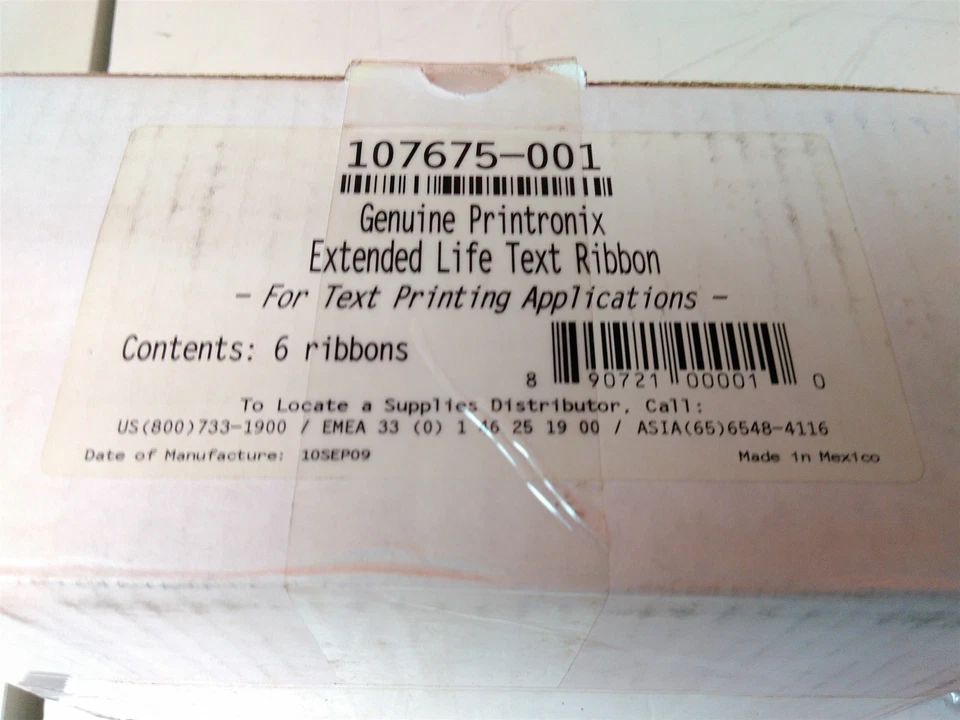 107675-001
Genuine Printronix
Extended Life Text Ribbon
- For Text Printing Applications -
Contents: 6 ribbons
8 90721 00001 0
To Locate a Supplies Distributor, Call:
US(800)733-1900 / EMEA 33 (0) 1 46 25 19 00 / ASIA(65)6548-4116
Date of Manufacture: 10SEP09
Made in Mexico